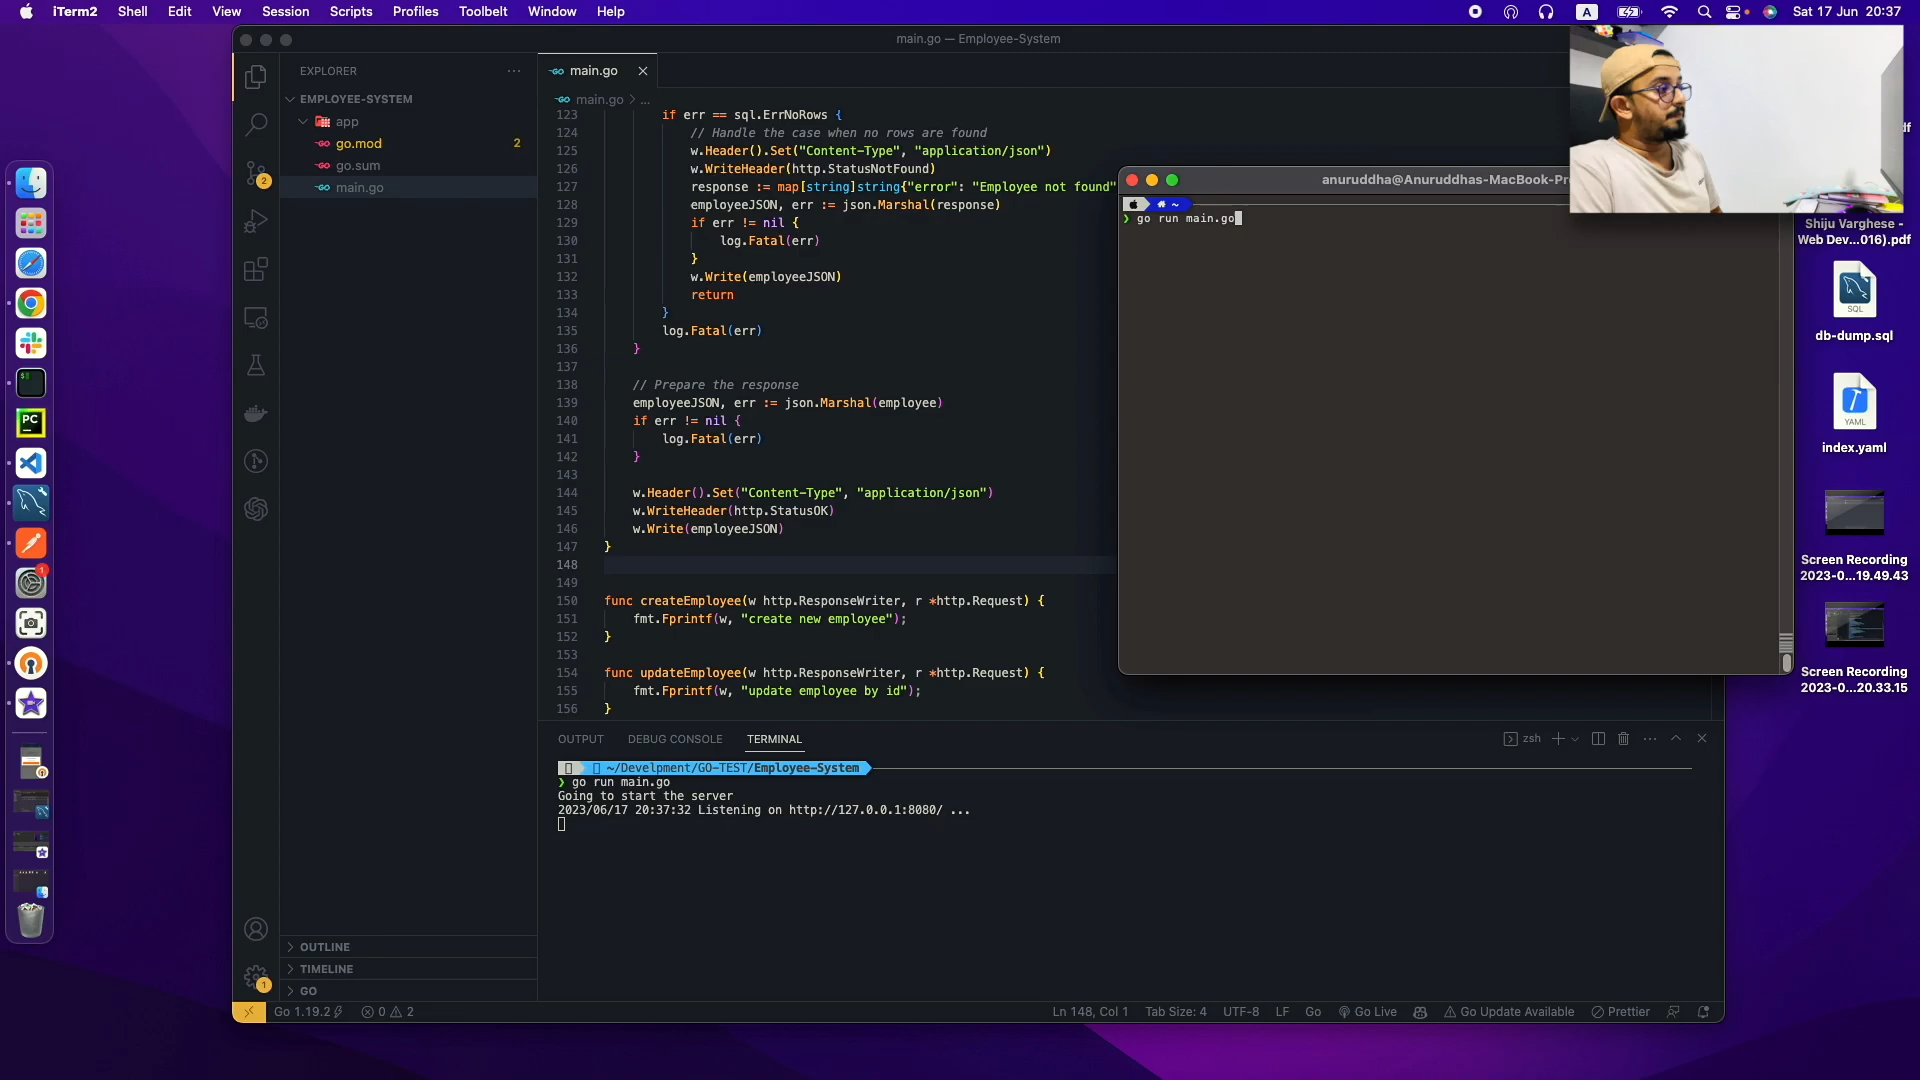 iTerm2 Shell Edit View Session Scripts Profiles Toolbelt Window Help
A
Sat 17 Jun 20:37
main.go — Employee-System
EXPLORER
EMPLOYEE-SYSTEM
app
go.mod 2
go.sum
main.go
OUTLINE
TIMELINE
GO
main.go
main.go > ...
123 if err == sql.ErrNoRows {
124 // Handle the case when no rows are found
125 w.Header().Set("Content-Type", "application/json")
126 w.WriteHeader(http.StatusNotFound)
127 response := map[string]string{"error": "Employee not found"
128 employeeJSON, err := json.Marshal(response)
129 if err != nil {
130 log.Fatal(err)
131 }
132 w.Write(employeeJSON)
133 return
134 }
135 log.Fatal(err)
136 }
137
138 // Prepare the response
139 employeeJSON, err := json.Marshal(employee)
140 if err != nil {
141 log.Fatal(err)
142 }
143
144 w.Header().Set("Content-Type", "application/json")
145 w.WriteHeader(http.StatusOK)
146 w.Write(employeeJSON)
147 }
148
149
150 func createEmployee(w http.ResponseWriter, r *http.Request) {
151 fmt.Fprintf(w, "create new employee");
152 }
153
154 func updateEmployee(w http.ResponseWriter, r *http.Request) {
155 fmt.Fprintf(w, "update employee by id");
156 }
OUTPUT DEBUG CONSOLE TERMINAL
zsh
~/Develpment/GO-TEST/Employee-System
❯ go run main.go
Going to start the server
2023/06/17 20:37:32 Listening on http://127.0.0.1:8080/ ...
Go 1.19.2 0 2
Ln 148, Col 1 Tab Size: 4 UTF-8 LF Go Go Live Go Update Available Prettier
anuruddha@Anuruddhas-MacBook-Pr
~
❯ go run main.go
Shiju Varghese -
Web Dev...016).pdf
SQL
db-dump.sql
YAML
index.yaml
Screen Recording
2023-0...19.49.43
Screen Recording
2023-0...20.33.15
PC
2
1
1